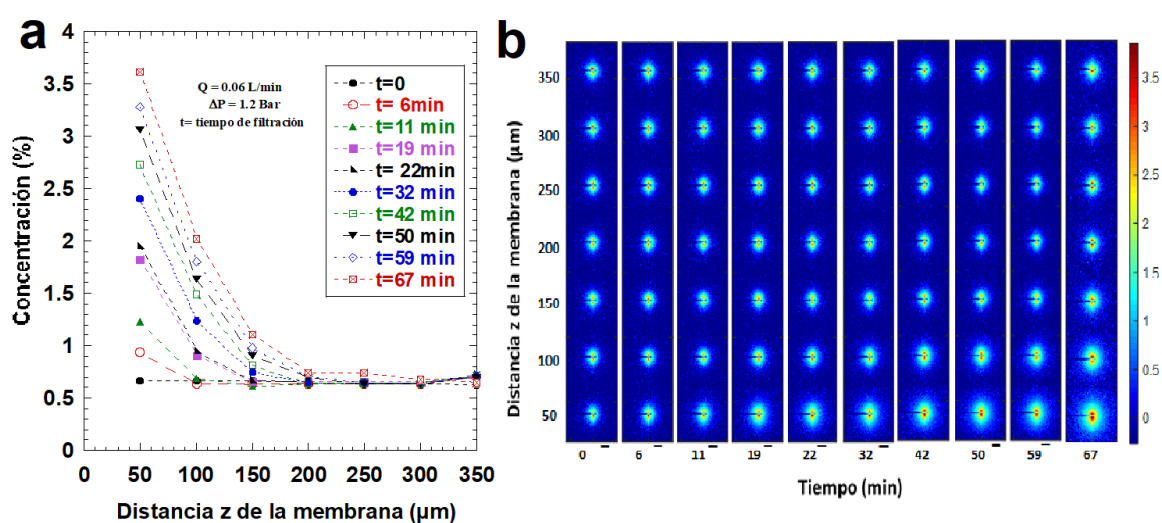 a
4
3.5
3
2.5
2
1.5
1
0.5
0
Concentración (%)
Q = 0.06 L/min
ΔP = 1.2 Bar
t= tiempo de filtración
t=0
t= 6min
t=11 min
t=19 min
t= 22min
t=32 min
t=42 min
t=50 min
t=59 min
t=67 min
0 50 100 150 200 250 300 350
Distancia z de la membrana (µm)
b
Distancia z de la membrana (µm)
350
300
250
200
150
100
50
0 6 11 19 22 32 42 50 59 67
Tiempo (min)
3.5
3
2.5
2
1.5
1
0.5
0